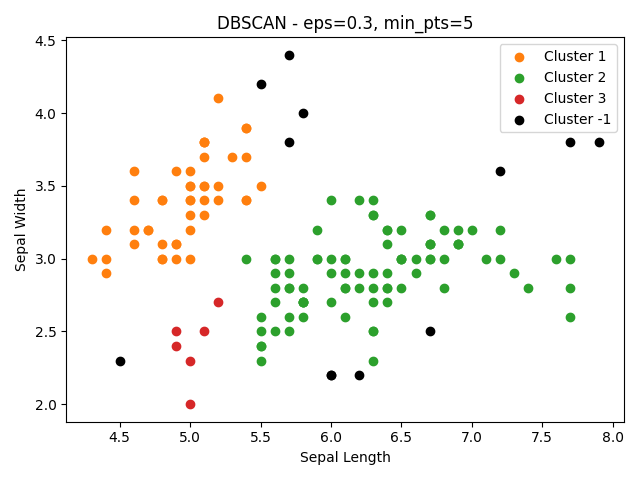 DBSCAN - eps=0.3, min_pts=5
Cluster 1
Cluster 2
Cluster 3
Cluster -1
Sepal Width
4.5
4.0
3.5
3.0
2.5
2.0
4.5 5.0 5.5 6.0 6.5 7.0 7.5 8.0
Sepal Length